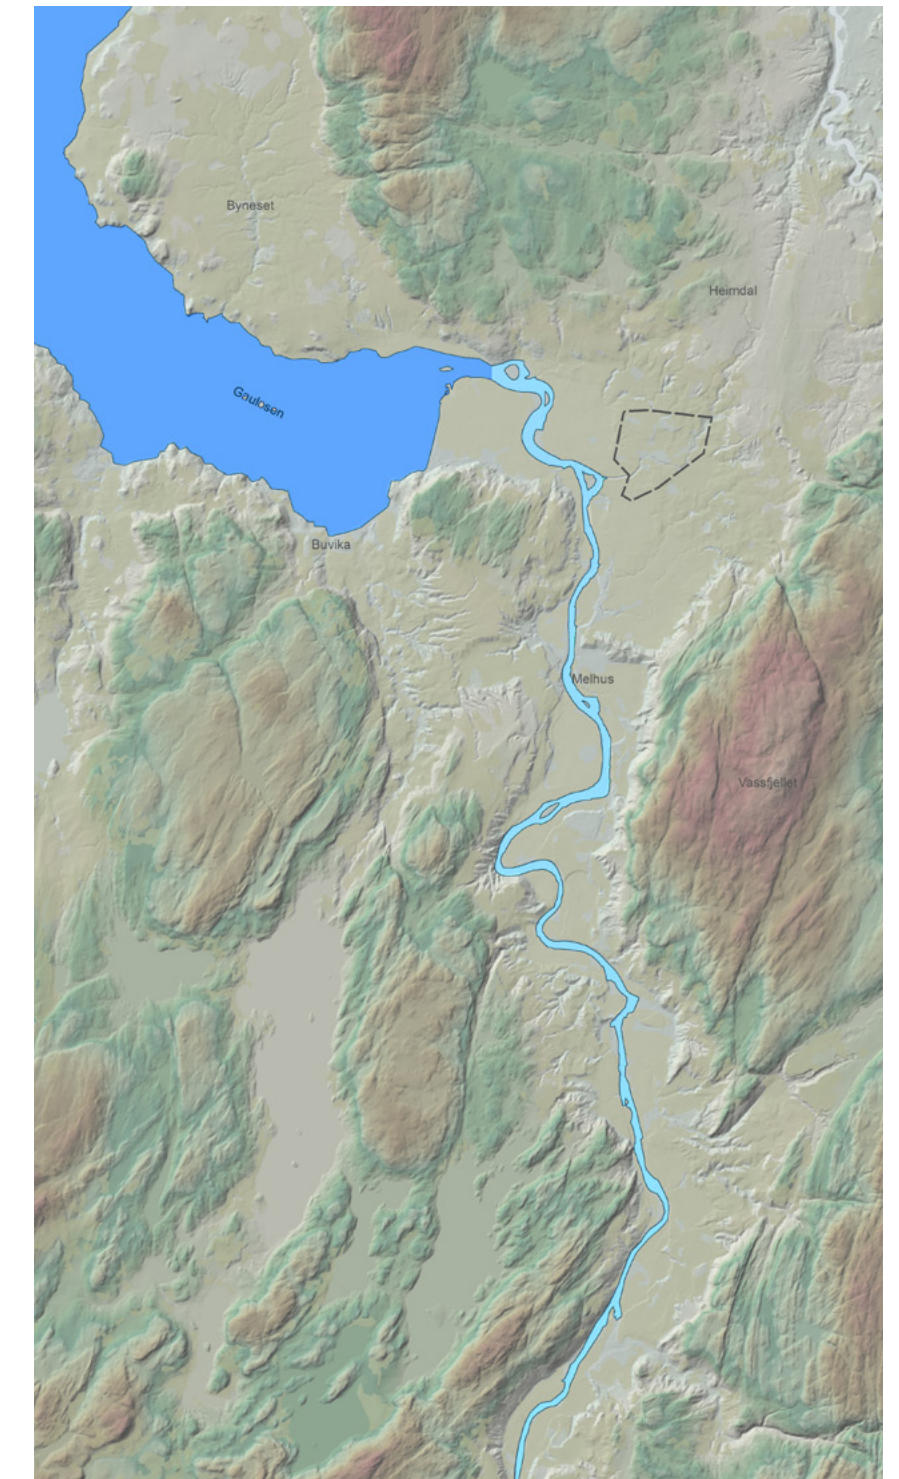 Byneset
Heimdal
Gaulosen
Buvika
Melhus
Vassfjellet